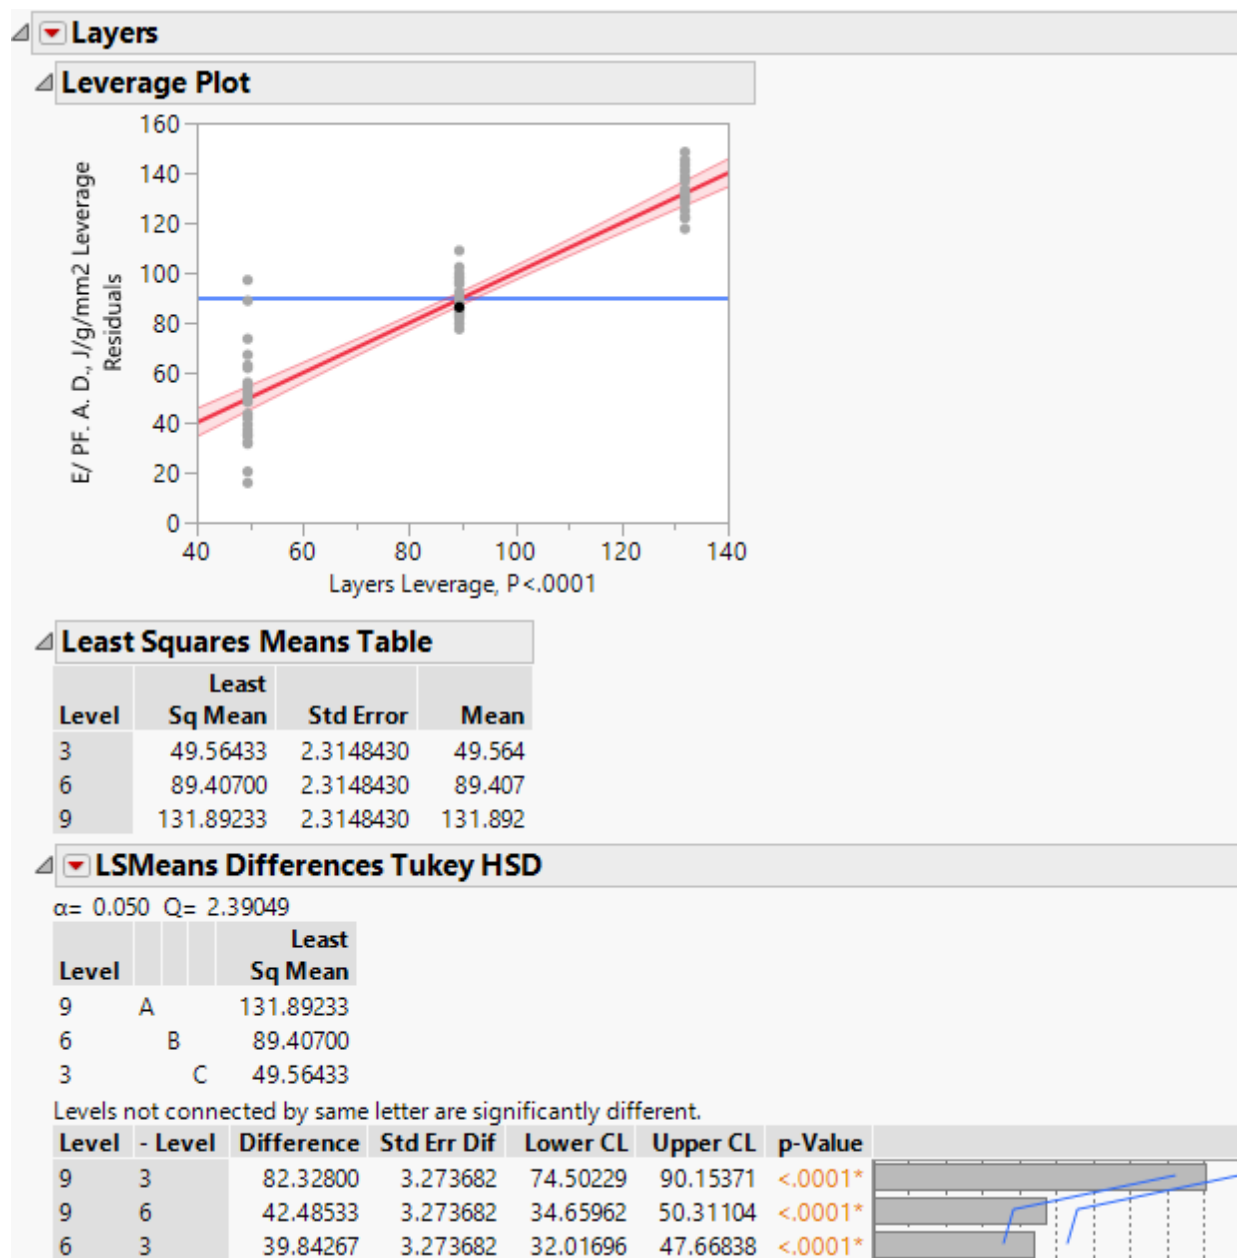 Layers
Leverage Plot
160
140
120
100
80
60
40
20
0
E/ PF. A. D., J/g/mm2 Leverage
Residuals
40 60 80 100 120 140
Layers Leverage, P<.0001
Least Squares Means Table
Least
Level Sq Mean Std Error Mean
3 49.56433 2.3148430 49.564
6 89.40700 2.3148430 89.407
9 131.89233 2.3148430 131.892
LSMeans Differences Tukey HSD
α= 0.050 Q= 2.39049
Least
Level Sq Mean
9 A 131.89233
6 B 89.40700
3 C 49.56433
Levels not connected by same letter are significantly different.
Level - Level Difference Std Err Dif Lower CL Upper CL p-Value
9 3 82.32800 3.273682 74.50229 90.15371 <.0001*
9 6 42.48533 3.273682 34.65962 50.31104 <.0001*
6 3 39.84267 3.273682 32.01696 47.66838 <.0001*